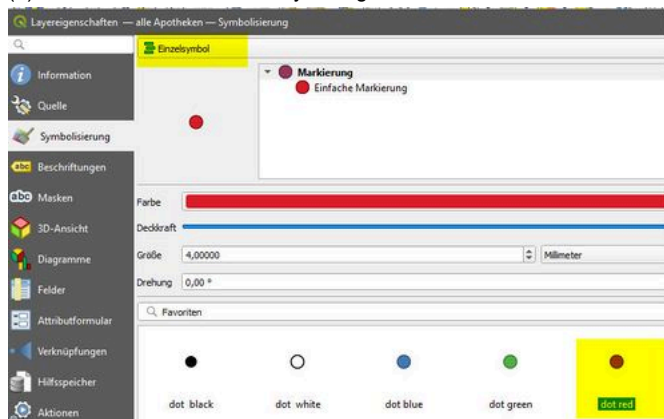 Layereigenschaften — alle Apotheken — Symbolisierung
Einzelsymbol
Information
Quelle
Symbolisierung
Beschriftungen
Masken
3D-Ansicht
Diagramme
Felder
Attributformular
Verknüpfungen
Hilfsspeicher
Aktionen
Markierung
Einfache Markierung
Farbe
Deckkraft
Größe 4,00000 Millimeter
Drehung 0,00 °
Favoriten
dot black dot white dot blue dot green dot red